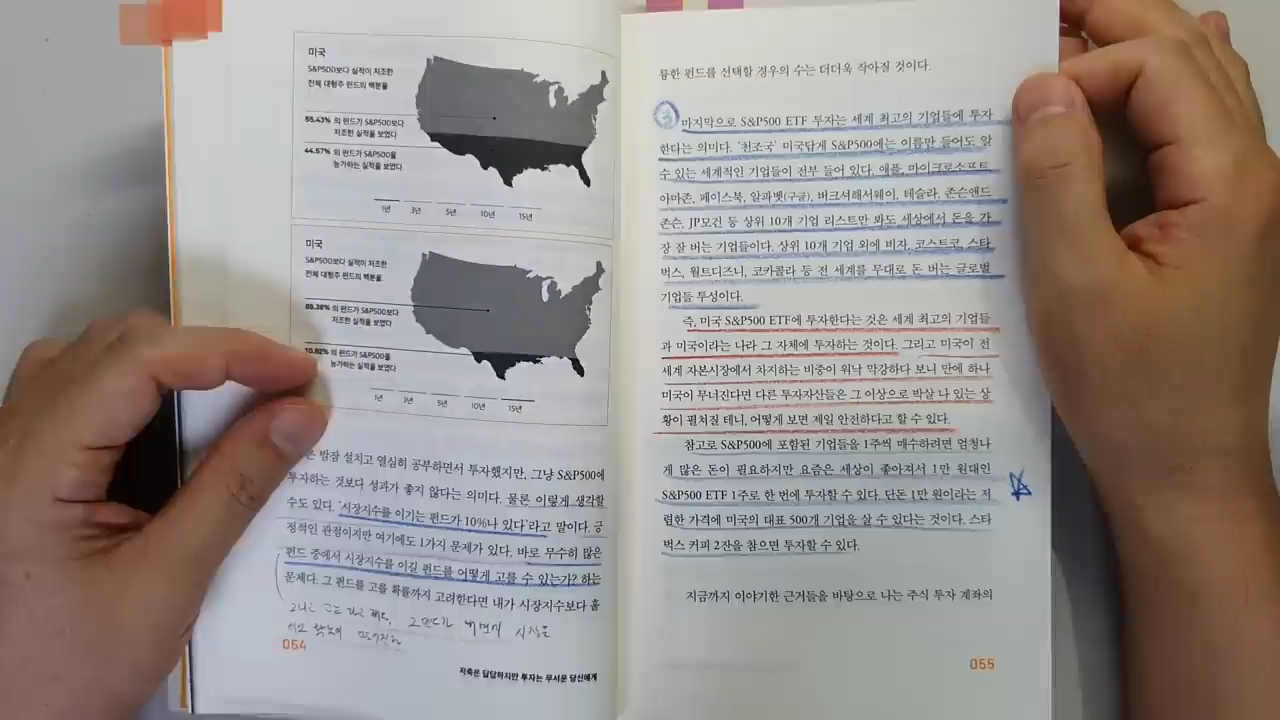 미국
S&P500보다 실적이 저조한
전체 대형주 펀드의 백분율
55.43% 의 펀드가 S&P500보다
저조한 실적을 보였다
44.57% 의 펀드가 S&P500을
능가하는 실적을 보였다
1년 3년 5년 10년 15년
미국
S&P500보다 실적이 저조한
전체 대형주 펀드의 백분율
89.38% 의 펀드가 S&P500보다
저조한 실적을 보였다
10.62% 의 펀드가 S&P500을
능가하는 실적을 보였다
1년 3년 5년 10년 15년
밤잠 설치고 열심히 공부하면서 투자했지만, 그냥 S&P500에
투자하는 것보다 성과가 좋지 않다는 의미다. 물론 이렇게 생각할
수도 있다. '시장지수를 이기는 펀드가 10%나 있다'라고 말이다. 긍
정적인 관점이지만 여기에도 1가지 문제가 있다. 바로 무수히 많은
펀드 중에서 시장지수를 이길 펀드를 어떻게 고를 수 있는가? 하는
문제다. 그 펀드를 고를 확률까지 고려한다면 내가 시장지수보다 훌
054
저축은 답답하지만 투자는 무서운 당신에게
륭한 펀드를 선택할 경우의 수는 더더욱 작아질 것이다.
3
마지막으로 S&P500 ETF 투자는 세계 최고의 기업들에 투자
한다는 의미다. '천조국' 미국답게 S&P500에는 이름만 들어도 알
수 있는 세계적인 기업들이 전부 들어 있다. 애플, 마이크로소프트,
아마존, 페이스북, 알파벳(구글), 버크셔해서웨이, 테슬라, 존슨앤드
존슨, JP모건 등 상위 10개 기업 리스트만 봐도 세상에서 돈을 가
장 잘 버는 기업들이다. 상위 10개 기업 외에 비자, 코스트코, 스타
벅스, 월트디즈니, 코카콜라 등 전 세계를 무대로 돈 버는 글로벌
기업들 투성이다.
즉, 미국 S&P500 ETF에 투자한다는 것은 세계 최고의 기업들
과 미국이라는 나라 그 자체에 투자하는 것이다. 그리고 미국이 전
세계 자본시장에서 차지하는 비중이 워낙 막강하다 보니 만에 하나
미국이 무너진다면 다른 투자자산들은 그 이상으로 박살 나 있는 상
황이 펼쳐질 테니, 어떻게 보면 제일 안전하다고 할 수 있다.
참고로 S&P500에 포함된 기업들을 1주씩 매수하려면 엄청나
게 많은 돈이 필요하지만 요즘은 세상이 좋아져서 1만 원대인
S&P500 ETF 1주로 한 번에 투자할 수 있다. 단돈 1만 원이라는 저
렴한 가격에 미국의 대표 500개 기업을 살 수 있다는 것이다. 스타
벅스 커피 2잔을 참으면 투자할 수 있다.
지금까지 이야기한 근거들을 바탕으로 나는 주식 투자 계좌의
055